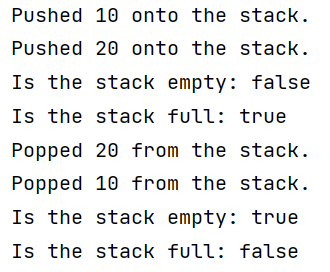 Pushed 10 onto the stack.
Pushed 20 onto the stack.
Is the stack empty: false
Is the stack full: true
Popped 20 from the stack.
Popped 10 from the stack.
Is the stack empty: true
Is the stack full: false